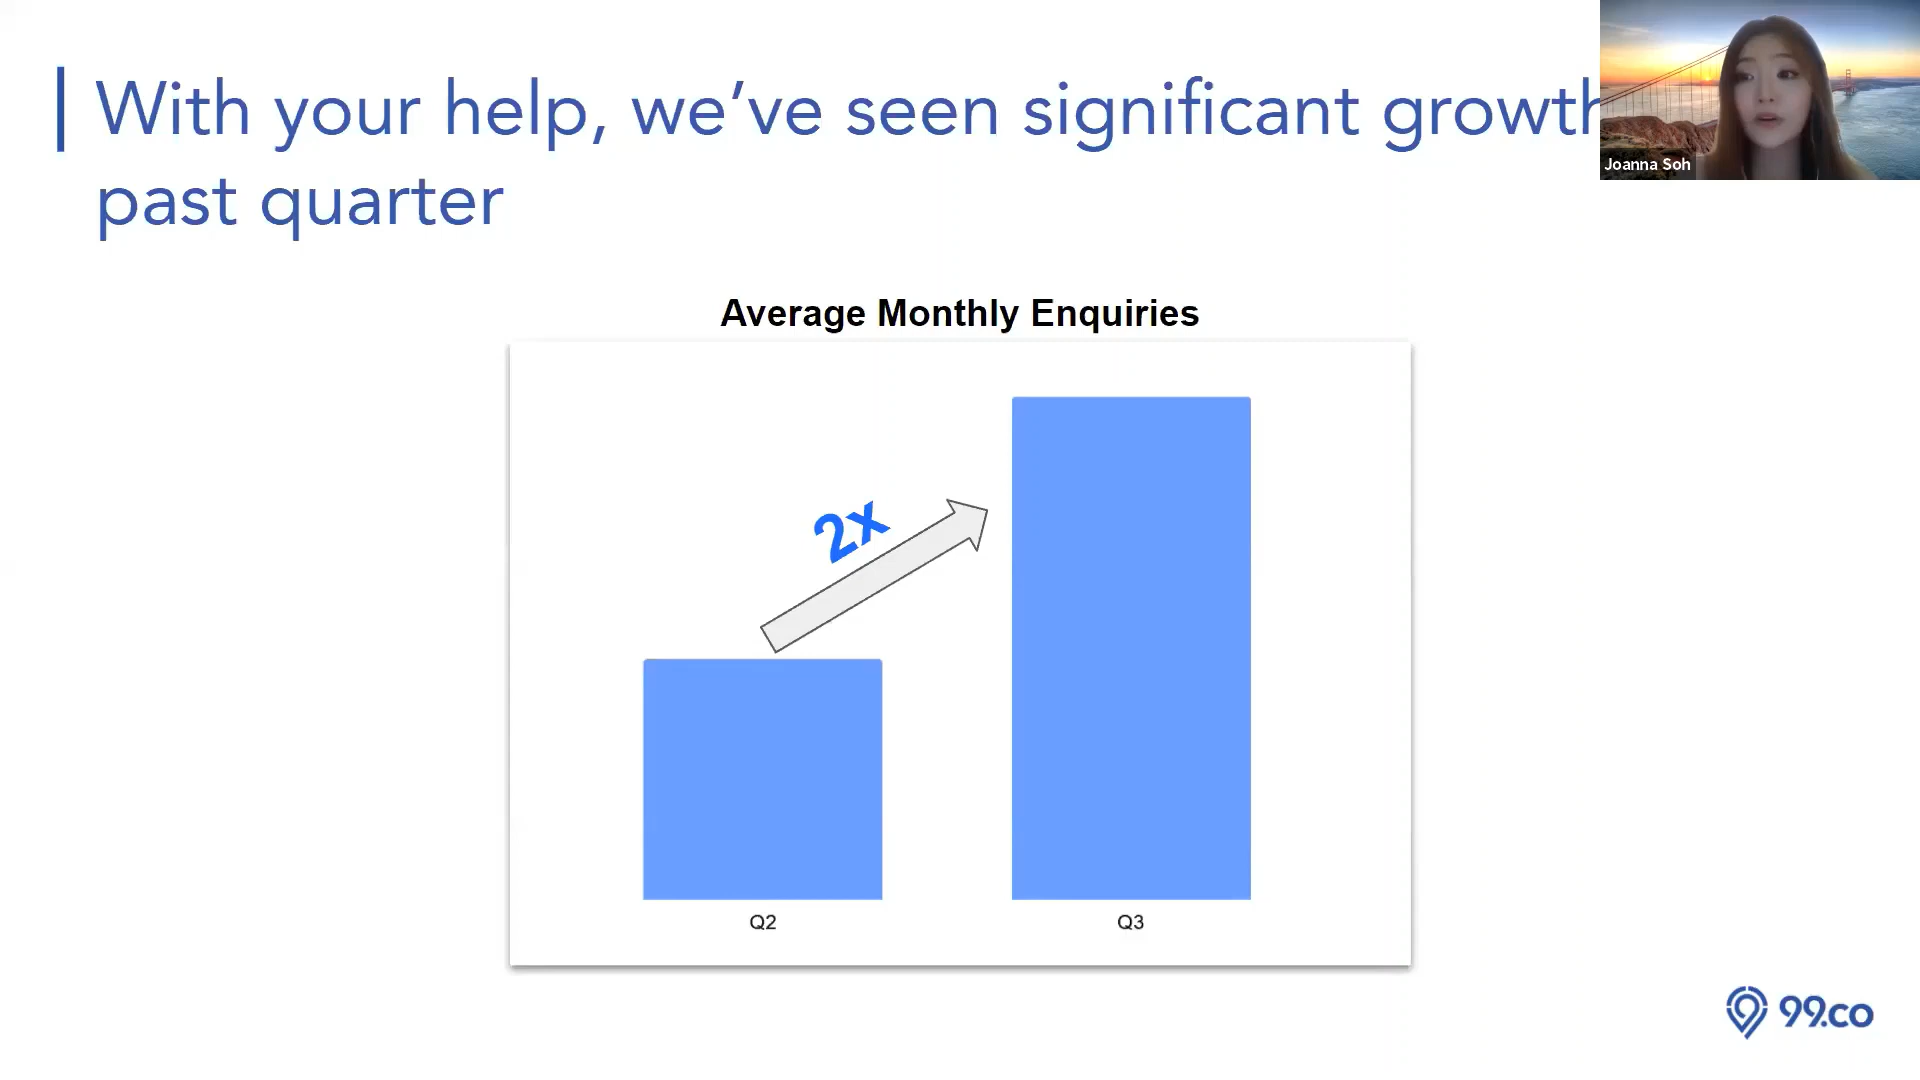 With your help, we’ve seen significant growth
past quarter
Joanna Soh
Average Monthly Enquiries
2x
Q2
Q3
99.co